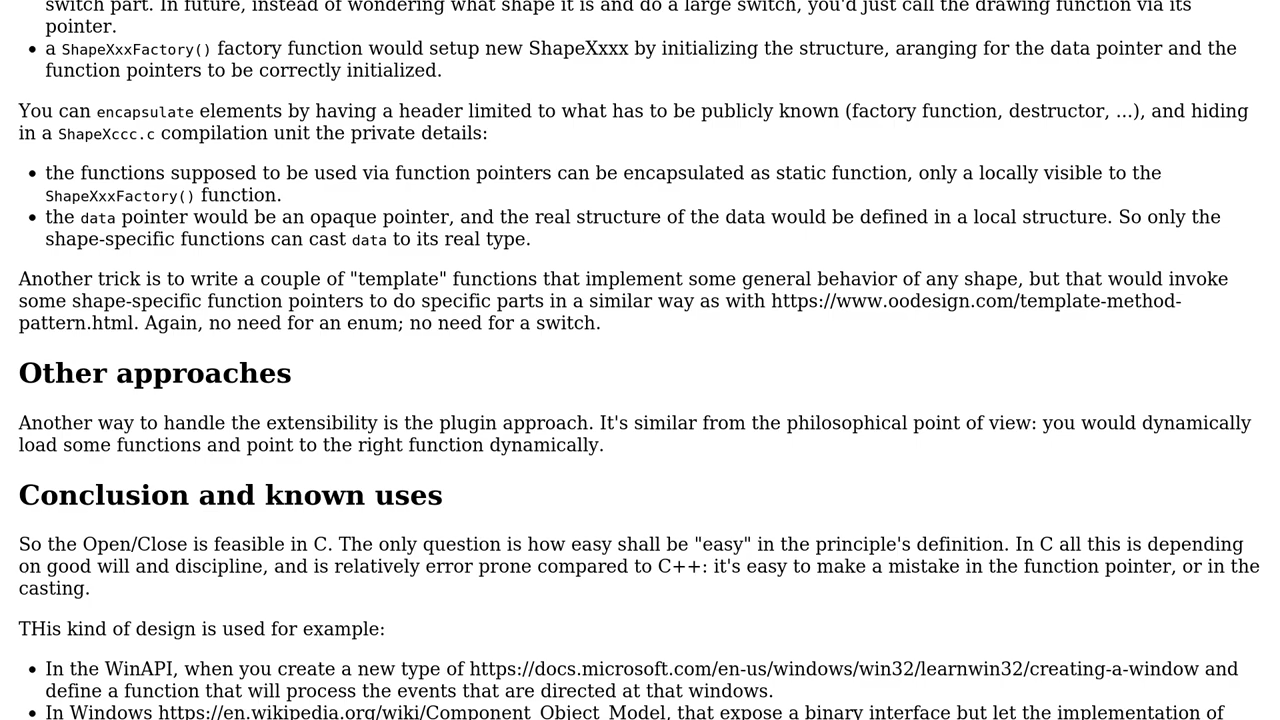 switch part. In future, instead of wondering what shape it is and do a large switch, you'd just call the drawing function via its
pointer.
• a ShapeXxxFactory() factory function would setup new ShapeXxxx by initializing the structure, aranging for the data pointer and the
function pointers to be correctly initialized.
You can encapsulate elements by having a header limited to what has to be publicly known (factory function, destructor, ...), and hiding
in a ShapeXccc.c compilation unit the private details:
• the functions supposed to be used via function pointers can be encapsulated as static function, only a locally visible to the
ShapeXxxFactory() function.
• the data pointer would be an opaque pointer, and the real structure of the data would be defined in a local structure. So only the
shape-specific functions can cast data to its real type.
Another trick is to write a couple of "template" functions that implement some general behavior of any shape, but that would invoke
some shape-specific function pointers to do specific parts in a similar way as with https://www.oodesign.com/template-method-
pattern.html. Again, no need for an enum; no need for a switch.
Other approaches
Another way to handle the extensibility is the plugin approach. It's similar from the philosophical point of view: you would dynamically
load some functions and point to the right function dynamically.
Conclusion and known uses
So the Open/Close is feasible in C. The only question is how easy shall be "easy" in the principle's definition. In C all this is depending
on good will and discipline, and is relatively error prone compared to C++: it's easy to make a mistake in the function pointer, or in the
casting.
THis kind of design is used for example:
• In the WinAPI, when you create a new type of https://docs.microsoft.com/en-us/windows/win32/learnwin32/creating-a-window and
define a function that will process the events that are directed at that windows.
• In Windows https://en.wikipedia.org/wiki/Component_Object_Model, that expose a binary interface but let the implementation of